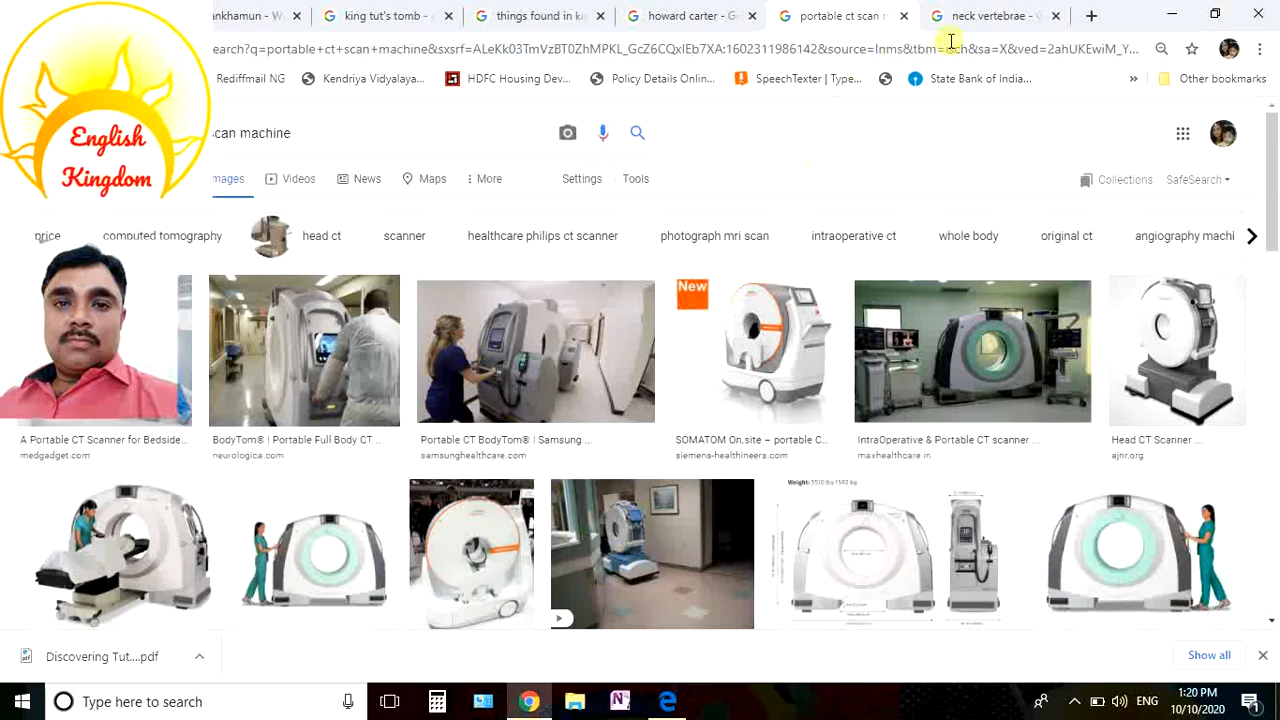 ankhamun - W
king tut's tomb -
things found in ki
howard carter - G
portable ct scan m
neck vertebrae - G
earch?q=portable+ct+scan+machine&sxsrf=ALeKk03TmVzBT0ZhMPKL_GcZ6CQxIEb7XA:1602311986142&source=lnms&tbm=isch&sa=X&ved=2ahUKEwiM_Y...
Rediffmail NG
Kendriya Vidyalaya...
HDFC Housing Dev...
Policy Details Onlin...
SpeechTexter | Type...
State Bank of India...
»
Other bookmarks
English
Kingdom
scan machine
mages
Videos
News
Maps
More
Settings
Tools
Collections
SafeSearch
price
computed tomography
head ct
scanner
healthcare philips ct scanner
photograph mri scan
intraoperative ct
whole body
original ct
angiography machi
New
A Portable CT Scanner for Bedside...
medgadget.com
BodyTom® | Portable Full Body CT ...
neurologica.com
Portable CT BodyTom® | Samsung ...
samsunghealthcare.com
SOMATOM On.site – portable C...
siemens-healthineers.com
IntraOperative & Portable CT scanner ...
maxhealthcare.in
Head CT Scanner ...
ajnr.org
Discovering Tut....pdf
Show all
Type here to search
ENG
1:20 PM
10/10/2020